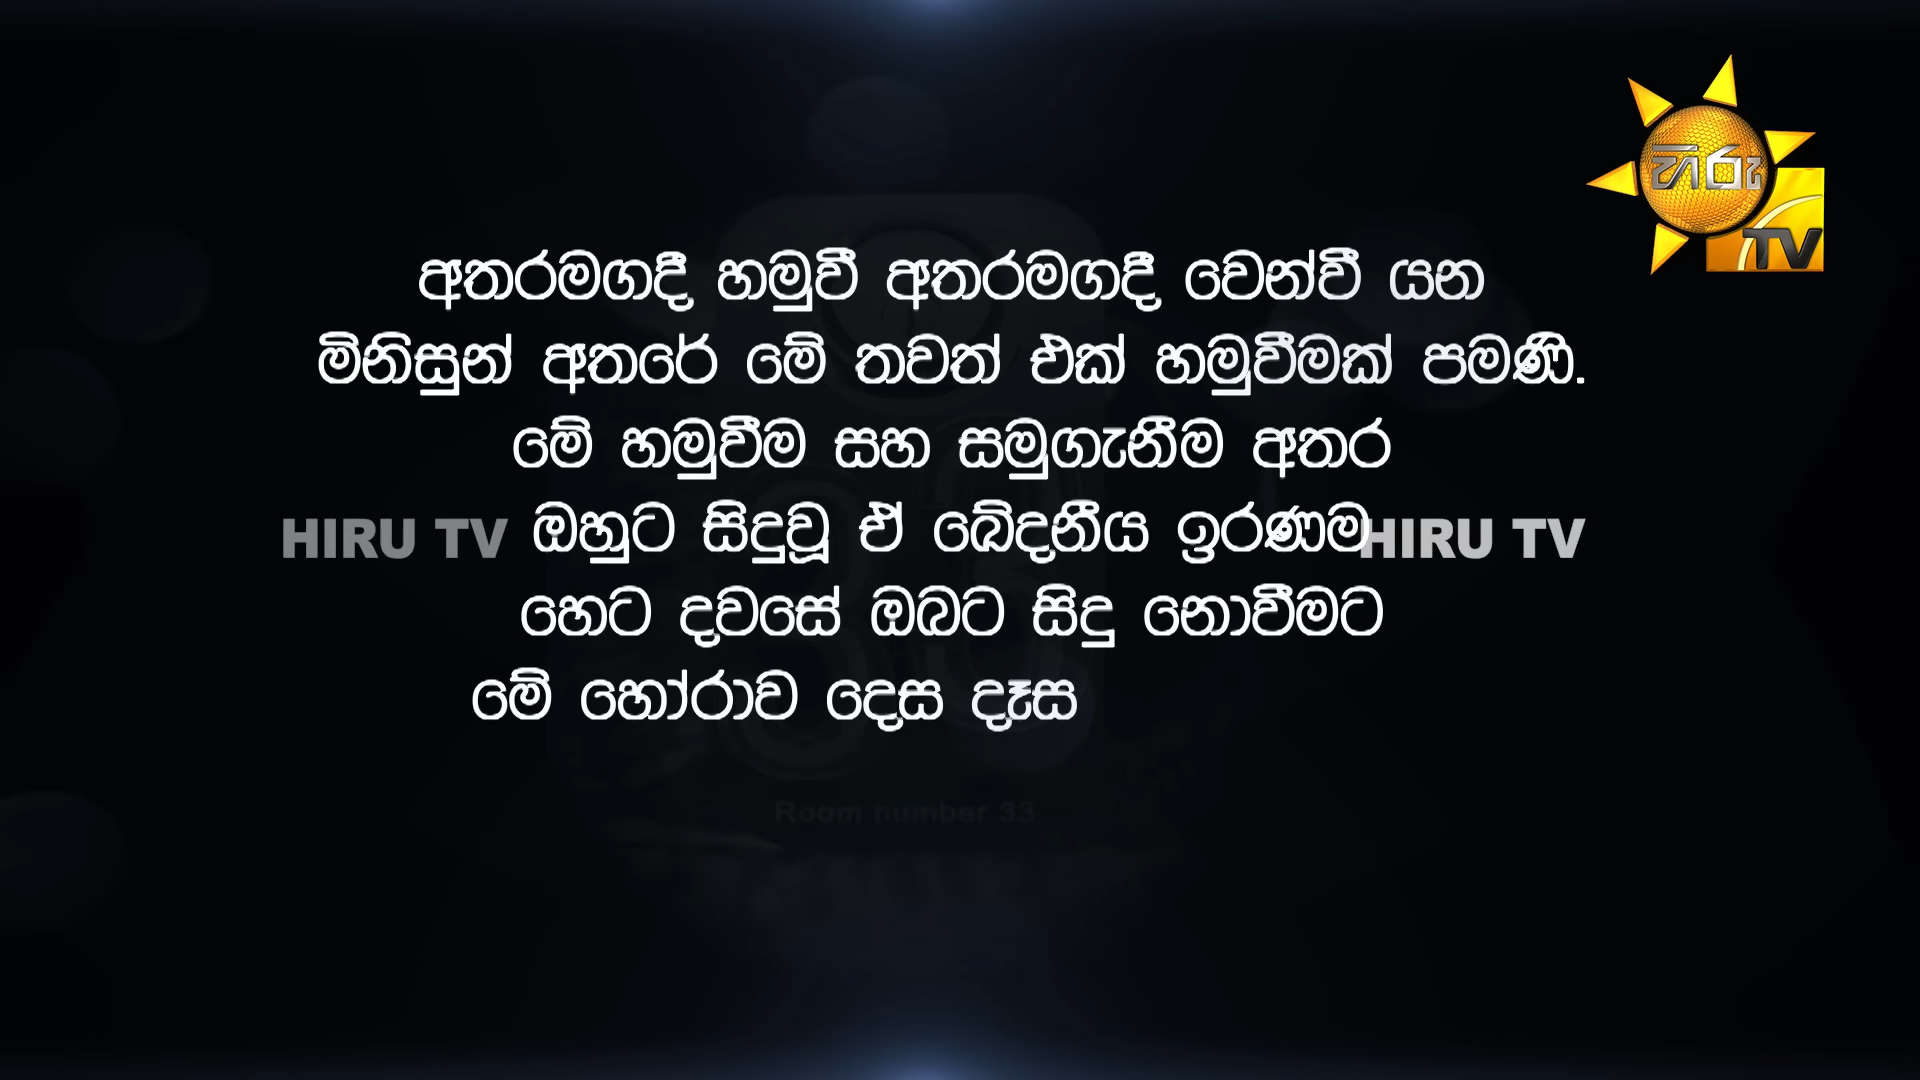 හිරු
TV
අතරමගදී හමුවී අතරමගදී වෙන්වී යන
මිනිසුන් අතරේ මේ තවත් එක් හමුවීමක් පමණි.
මේ හමුවීම සහ සමුගැනීම අතර
HIRU TV ඔහුට සිදුවූ ඒ ඛේදනීය ඉරණම HIRU TV
හෙට දවසේ ඔබට සිදු නොවීමට
මේ හෝරාව දෙස දෑස
Room number 33